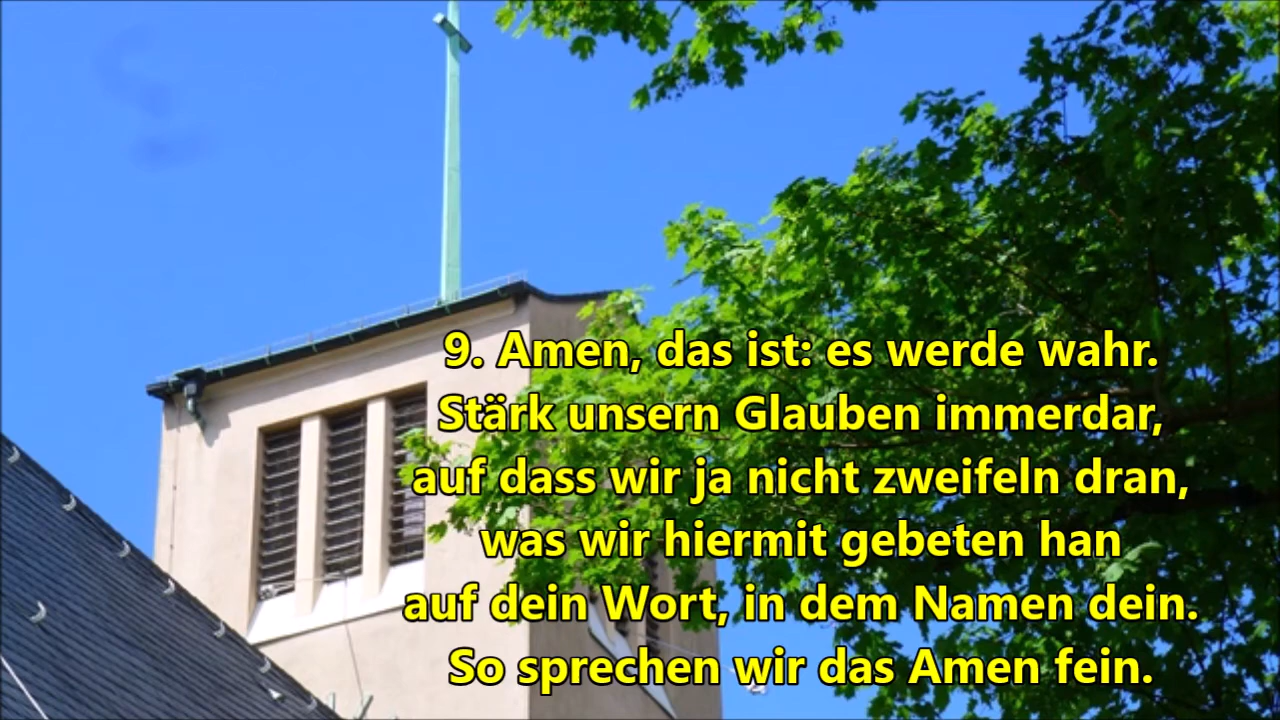 9. Amen, das ist: es werde wahr.
Stärk unsern Glauben immerdar,
auf dass wir ja nicht zweifeln dran,
was wir hiermit gebeten han
auf dein Wort, in dem Namen dein.
So sprechen wir das Amen fein.